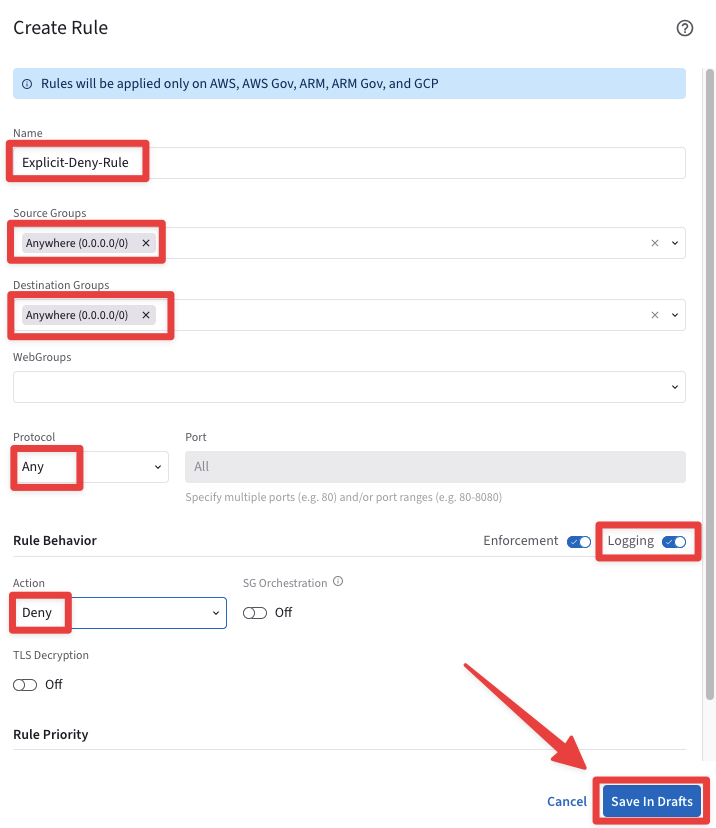 Create Rule
Rules will be applied only on AWS, AWS Gov, ARM, ARM Gov, and GCP
Name
Explicit-Deny-Rule
Source Groups
Anywhere (0.0.0.0/0)
Destination Groups
Anywhere (0.0.0.0/0)
WebGroups
Protocol Port
Any All
Specify multiple ports (e.g. 80) and/or port ranges (e.g. 80-8080)
Rule Behavior Enforcement Logging
Action SG Orchestration
Deny Off
TLS Decryption
Off
Rule Priority
Cancel Save In Drafts